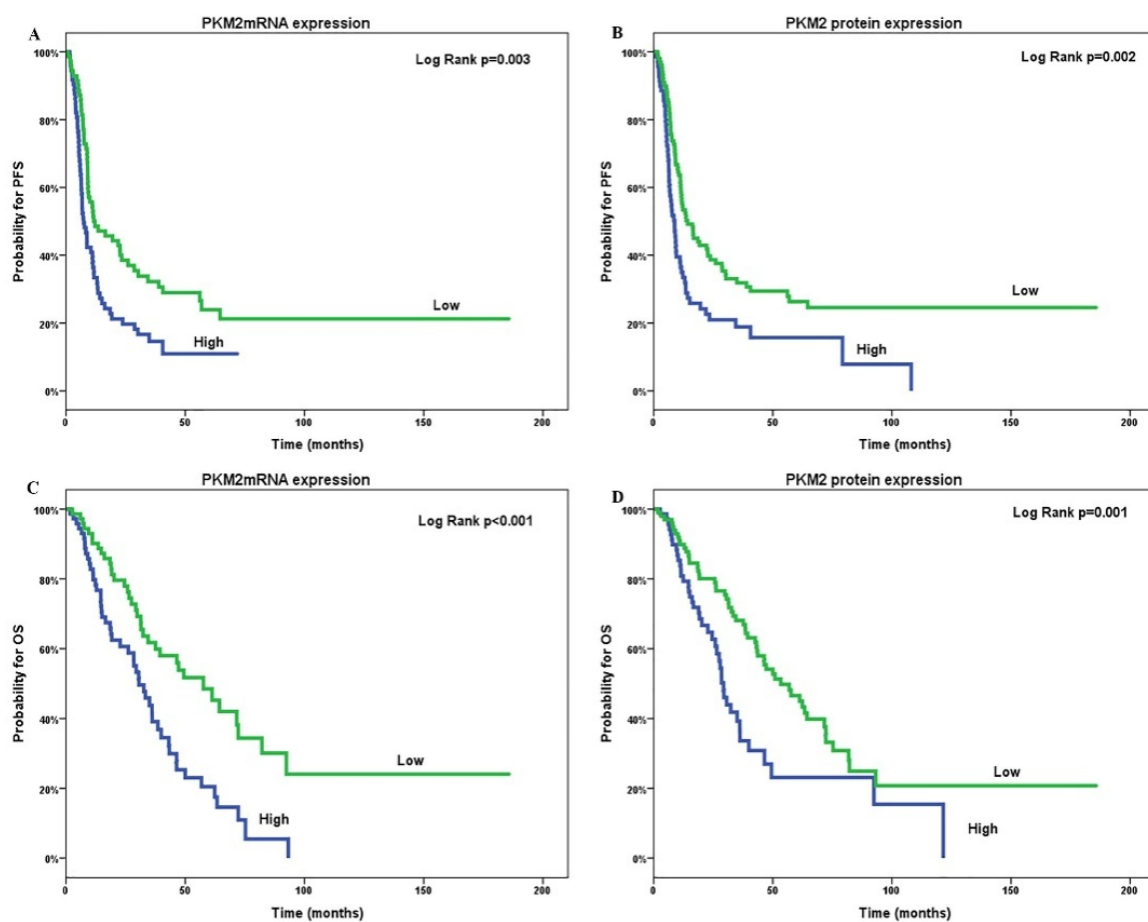 A
PKM2mRNA expression
Log Rank p=0.003
100%
80%
60%
40%
20%
0%
Probability for PFS
Low
High
0 50 100 150 200
Time (months)
B
PKM2 protein expression
Log Rank p=0.002
100%
80%
60%
40%
20%
0%
Probability for PFS
Low
High
0 50 100 150 200
Time (months)
C
PKM2mRNA expression
Log Rank p<0.001
100%
80%
60%
40%
20%
0%
Probability for OS
Low
High
0 50 100 150 200
Time (months)
D
PKM2 protein expression
Log Rank p=0.001
100%
80%
60%
40%
20%
0%
Probability for OS
Low
High
0 50 100 150 200
Time (months)